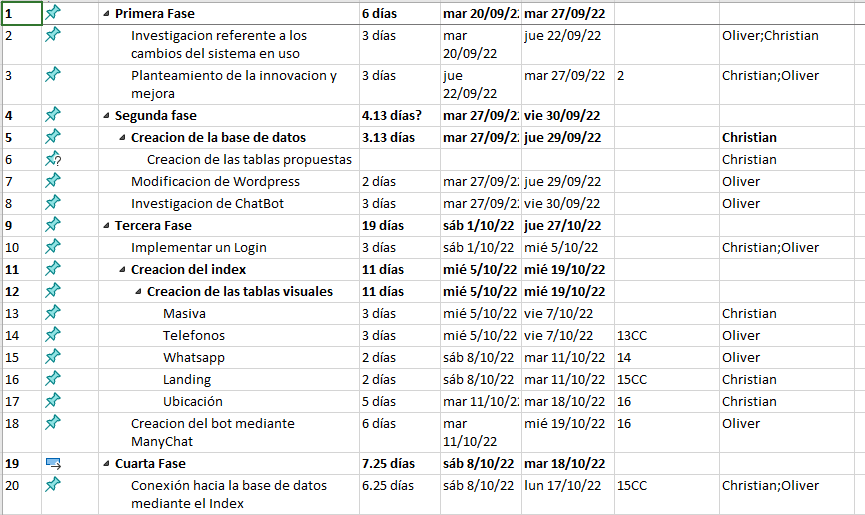 1 Primera Fase 6 días mar 20/09/22 mar 27/09/22
2 Investigacion referente a los cambios del sistema en uso 3 días mar 20/09/22 jue 22/09/22 Oliver;Christian
3 Planteamiento de la innovacion y mejora 3 días jue 22/09/22 mar 27/09/22 2 Christian;Oliver
4 Segunda fase 4.13 días? mar 27/09/22 vie 30/09/22
5 Creacion de la base de datos 3.13 días mar 27/09/22 jue 29/09/22 Christian
6 ? Creacion de las tablas propuestas Christian
7 Modificacion de Wordpress 2 días mar 27/09/22 jue 29/09/22 Oliver
8 Investigacion de ChatBot 3 días mar 27/09/22 vie 30/09/22 Oliver
9 Tercera Fase 19 días sáb 1/10/22 jue 27/10/22
10 Implementar un Login 3 días sáb 1/10/22 mié 5/10/22 Christian;Oliver
11 Creacion del index 11 días mié 5/10/22 mié 19/10/22
12 Creacion de las tablas visuales 11 días mié 5/10/22 mié 19/10/22
13 Masiva 3 días mié 5/10/22 vie 7/10/22 Christian
14 Telefonos 3 días mié 5/10/22 vie 7/10/22 13CC Oliver
15 Whatsapp 2 días sáb 8/10/22 mar 11/10/22 14 Oliver
16 Landing 2 días sáb 8/10/22 mar 11/10/22 15CC Christian
17 Ubicación 5 días mar 11/10/22 mar 18/10/22 16 Christian
18 Creacion del bot mediante ManyChat 6 días mar 11/10/22 mié 19/10/22 16 Oliver
19 Cuarta Fase 7.25 días sáb 8/10/22 mar 18/10/22
20 Conexión hacia la base de datos mediante el Index 6.25 días sáb 8/10/22 lun 17/10/22 15CC Christian;Oliver